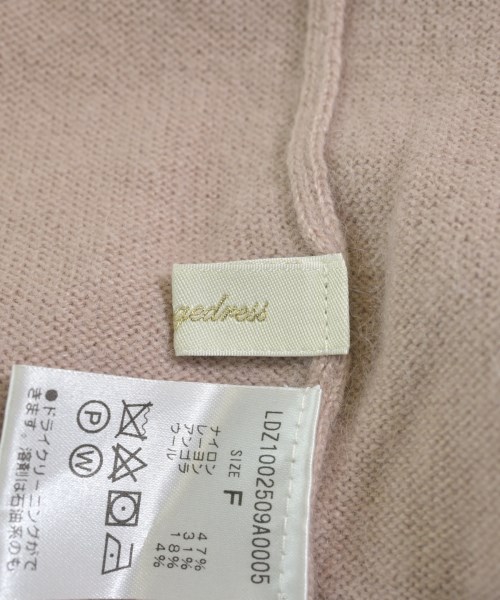 gedress
LDZ1002509A0005
SIZE F
ナイロン 47%
レーヨン 31%
アンゴラ 18%
ウール 4%
P W
●ドライクリーニングがで
きます。溶剤は石油系のも